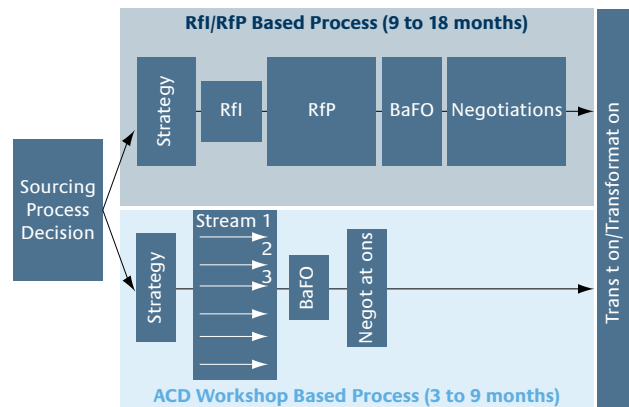 RfI/RfP Based Process (9 to 18 months)
Strategy
RfI
RfP
BaFO
Negotiations
Sourcing
Process
Decision
Stream 1
2
3
Strategy
BaFO
Negot at ons
Trans t on/Transformat on
ACD Workshop Based Process (3 to 9 months)